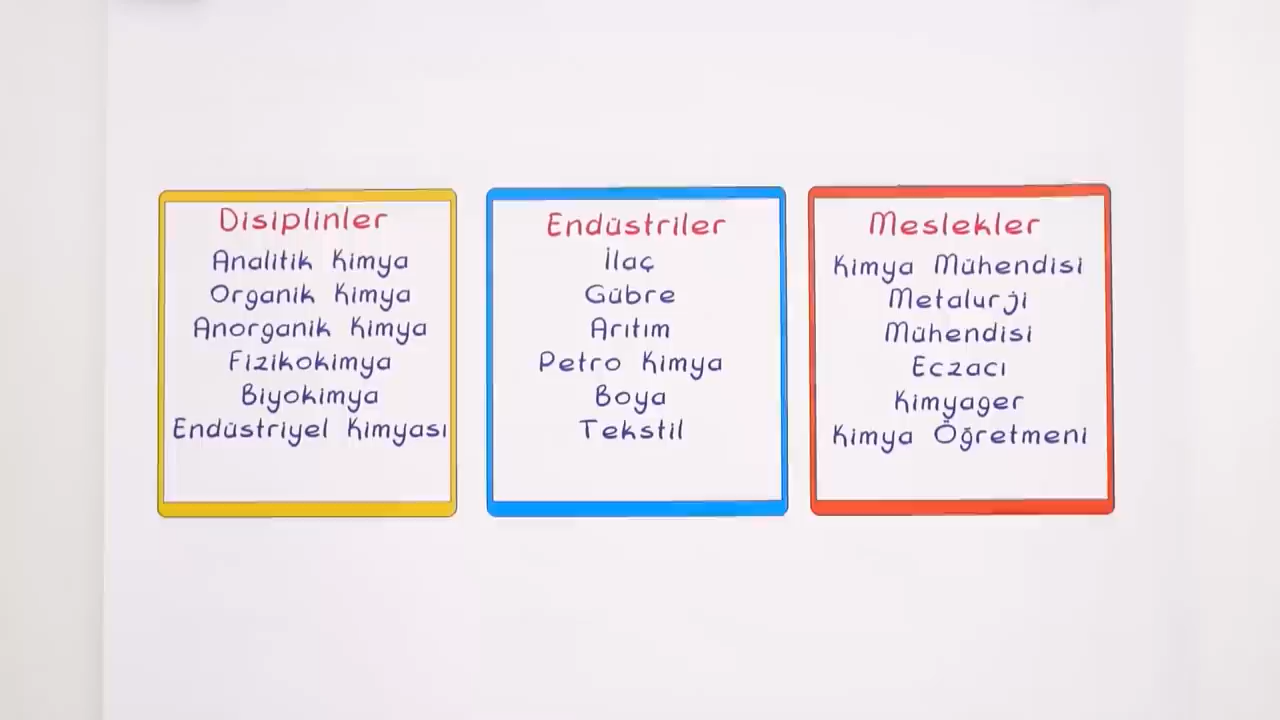 Disiplinler
Analitik Kimya
Organik Kimya
Anorganik Kimya
Fizikokimya
Biyokimya
Endüstriyel Kimyası
Endüstriler
İlaç
Gübre
Arıtım
Petro Kimya
Boya
Tekstil
Meslekler
Kimya Mühendisi
Metalurji
Mühendisi
Eczacı
Kimyager
Kimya Öğretmeni